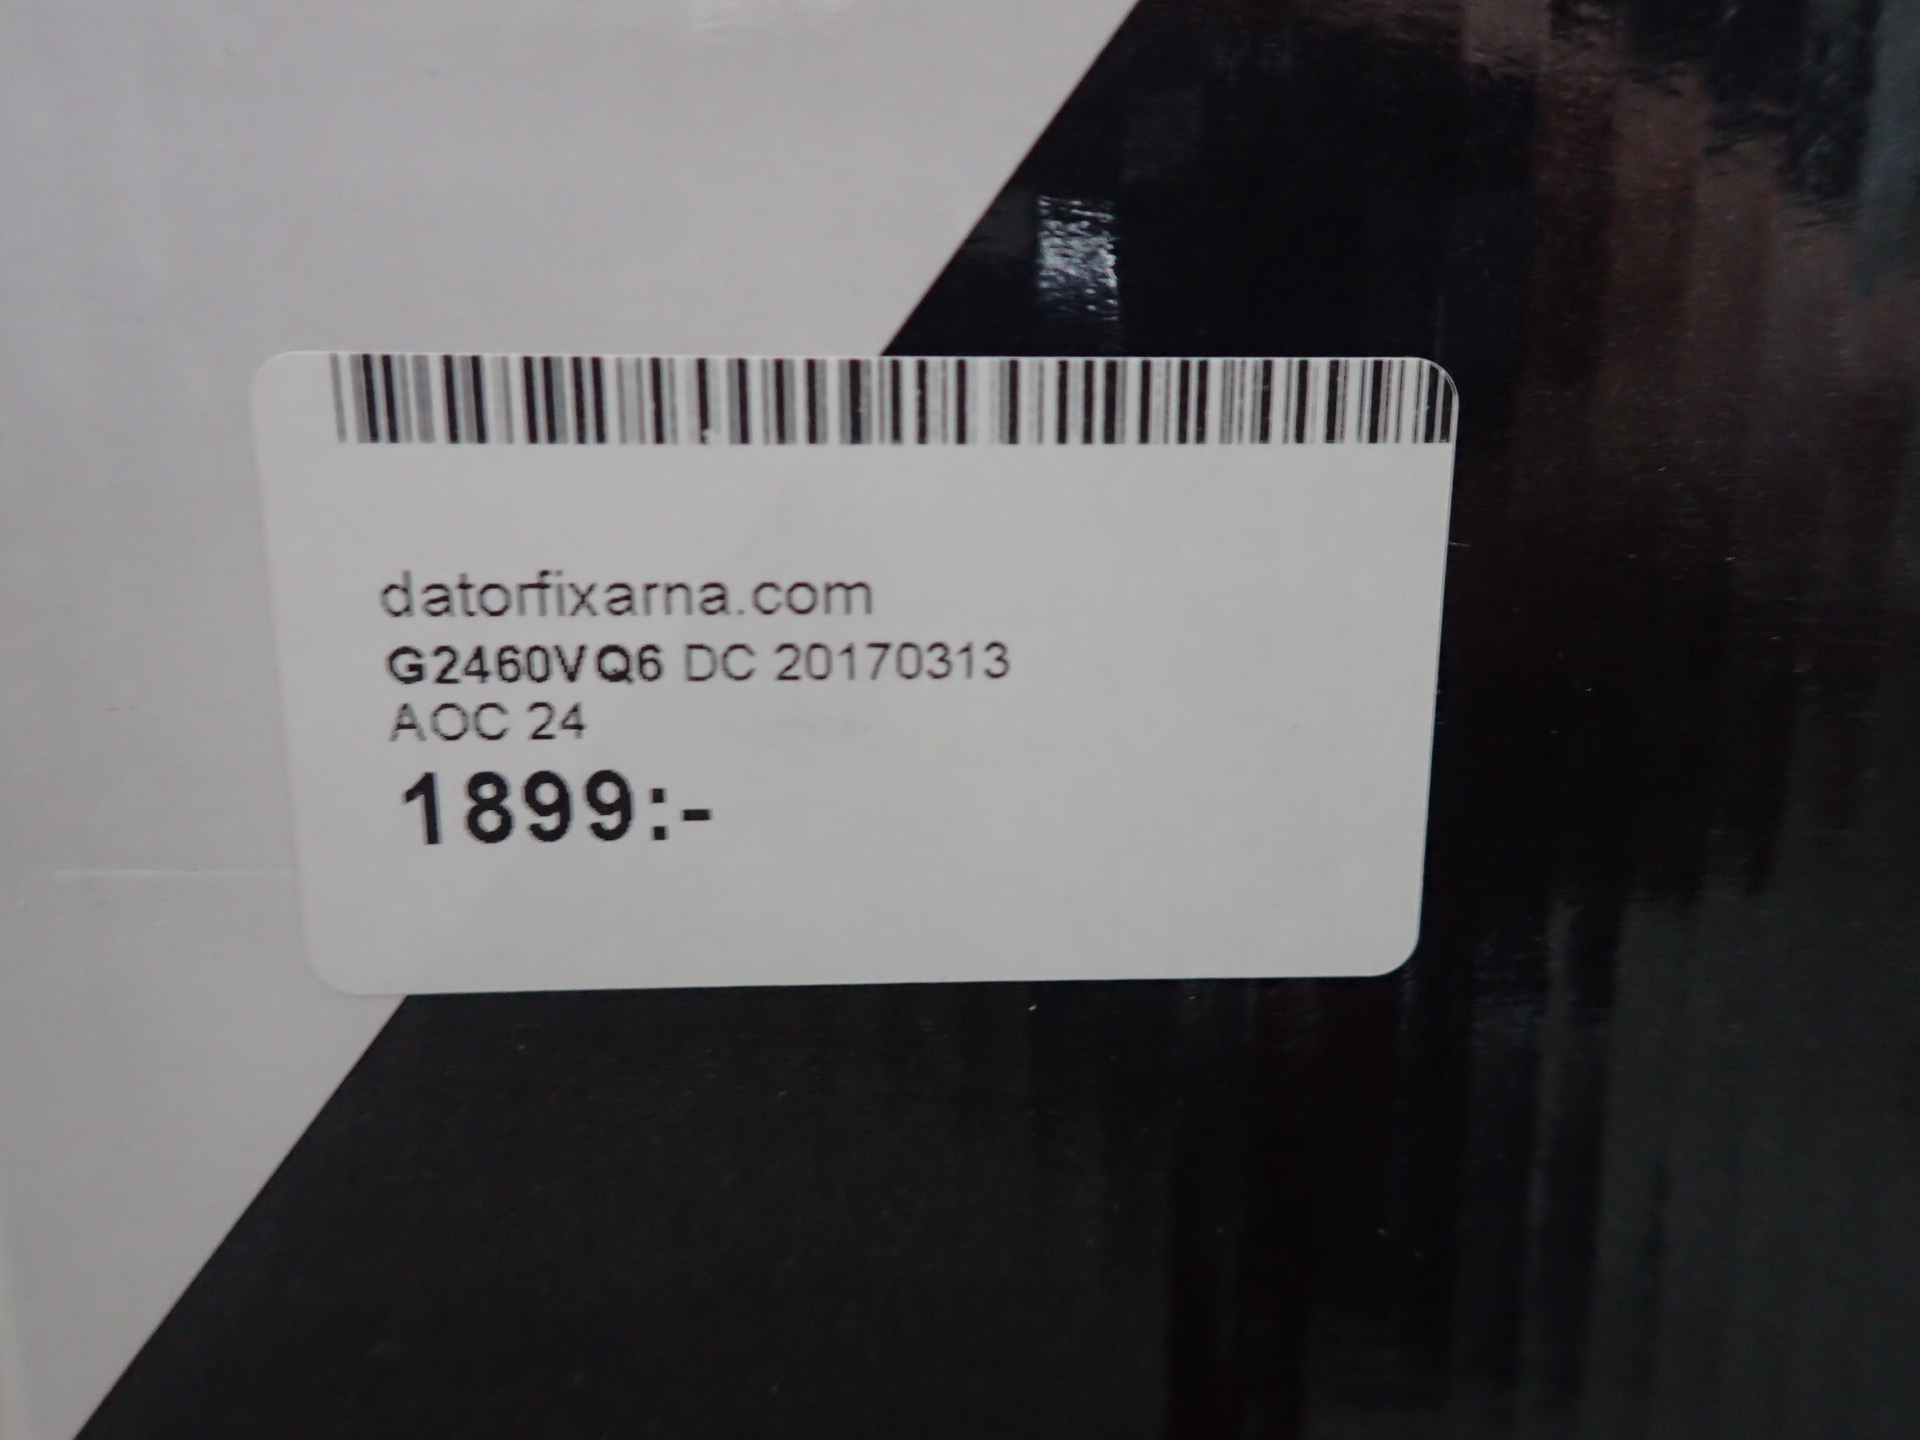 datorfixarna.com
G2460VQ6 DC 20170313
AOC 24
1899:-